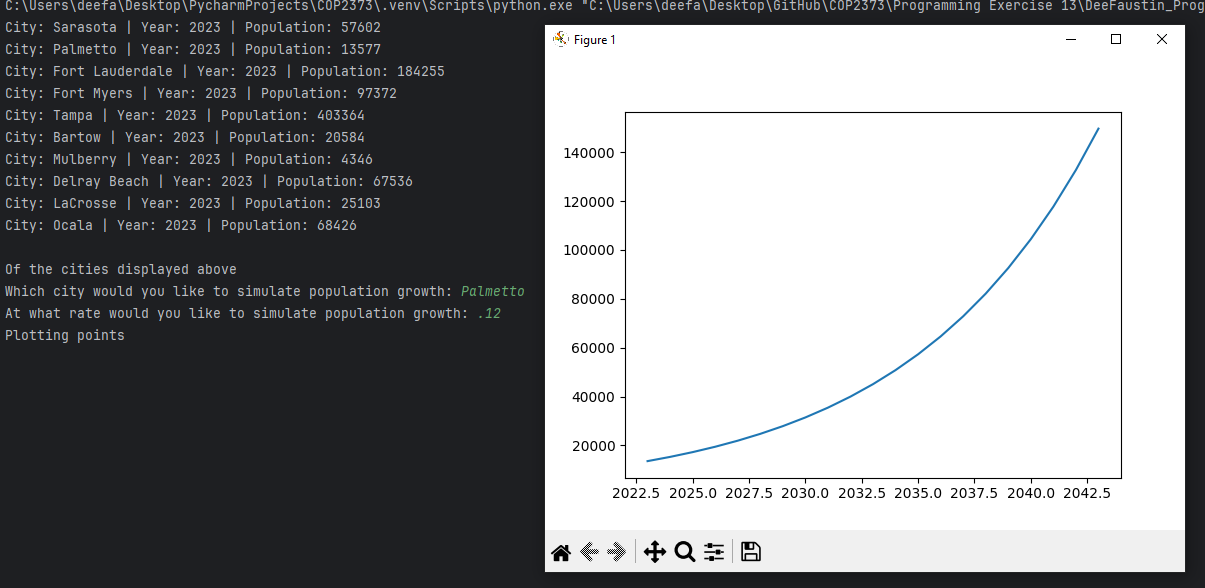 C:\Users\deefa\Desktop\PycharmProjects\COP2373\.venv\Scripts\python.exe "C:\Users\deefa\Desktop\GitHub\COP2373\Programming Exercise 13\DeeFaustin_Prog
City: Sarasota | Year: 2023 | Population: 57602
City: Palmetto | Year: 2023 | Population: 13577
City: Fort Lauderdale | Year: 2023 | Population: 184255
City: Fort Myers | Year: 2023 | Population: 97372
City: Tampa | Year: 2023 | Population: 403364
City: Bartow | Year: 2023 | Population: 20584
City: Mulberry | Year: 2023 | Population: 4346
City: Delray Beach | Year: 2023 | Population: 67536
City: LaCrosse | Year: 2023 | Population: 25103
City: Ocala | Year: 2023 | Population: 68426
Of the cities displayed above
Which city would you like to simulate population growth: Palmetto
At what rate would you like to simulate population growth: .12
Plotting points
Figure 1
140000
120000
100000
80000
60000
40000
20000
2022.5 2025.0 2027.5 2030.0 2032.5 2035.0 2037.5 2040.0 2042.5